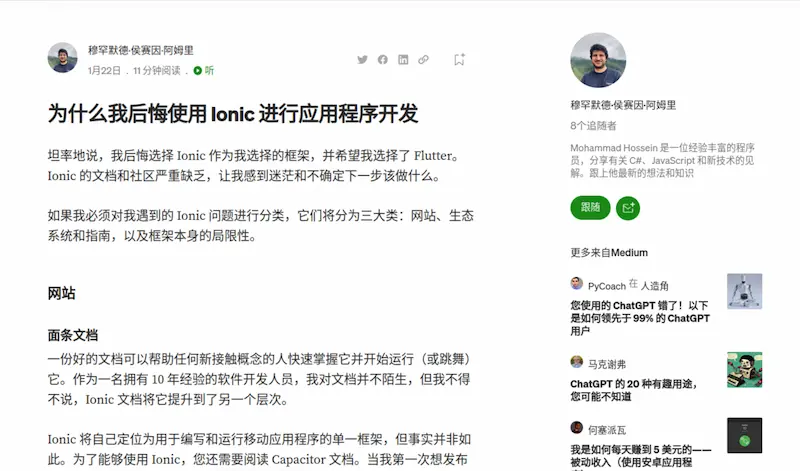 穆罕默德·侯赛因·阿姆里
1月22日 . 11 分钟阅读 . 听
为什么我后悔使用 Ionic 进行应用程序开发
坦率地说，我后悔选择 Ionic 作为我选择的框架，并希望我选择了 Flutter。
Ionic 的文档和社区严重缺乏，让我感到迷茫和不确定下一步该做什么。
如果我必须对我遇到的 Ionic 问题进行分类，它们将分为三大类：网站、生态
系统和指南，以及框架本身的局限性。
网站
面条文档
一份好的文档可以帮助任何新接触概念的人快速掌握它并开始运行（或跳舞）
它。作为一名拥有 10 年经验的软件开发人员，我对文档并不陌生，但我不得
不说，Ionic 文档将它提升到了另一个层次。
Ionic 将自己定位为用于编写和运行移动应用程序的单一框架，但事实并非如
此。为了能够使用 Ionic，您还需要阅读 Capacitor 文档。当我第一次想发布
穆罕默德·侯赛因·阿姆里
8个追随者
Mohammad Hossein 是一位经验丰富的程序
员，分享有关 C#、JavaScript 和新技术的见
解。跟上他最新的想法和知识
跟随
更多来自Medium
PyCoach 在 人造角
您使用的 ChatGPT 错了！以下
是如何领先于 99% 的 ChatGPT
用户
马克谢弗
ChatGPT 的 20 种有趣用途，
您可能不知道
何塞派瓦
我是如何每天赚到 5 美元的——
被动收入（使用安卓应用程